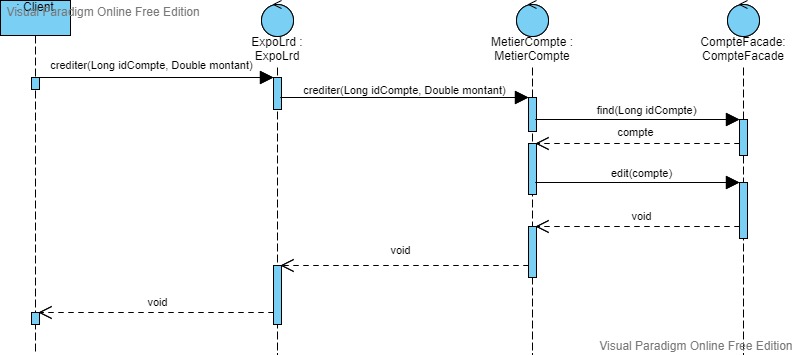 : Client
Visual Paradigm Online Free Edition
ExpoLrd :
ExpoLrd
MetierCompte :
MetierCompte
CompteFacade:
CompteFacade
crediter(Long idCompte, Double montant)
crediter(Long idCompte, Double montant)
find(Long idCompte)
compte
edit(compte)
void
void
void
Visual Paradigm Online Free Edition